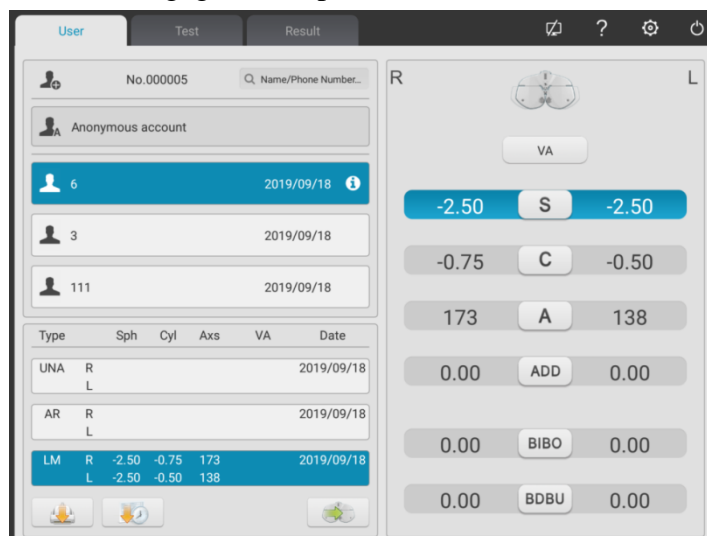 User Test Result ?
No.000005 Name/Phone Number...
A Anonymous account
6 2019/09/18 i
3 2019/09/18
111 2019/09/18
Type Sph Cyl Axs VA Date
UNA R 2019/09/18
L
AR R 2019/09/18
L
LM R -2.50 -0.75 173 2019/09/18
L -2.50 -0.50 138
R L
VA
-2.50 S -2.50
-0.75 C -0.50
173 A 138
0.00 ADD 0.00
0.00 BIBO 0.00
0.00 BDBU 0.00